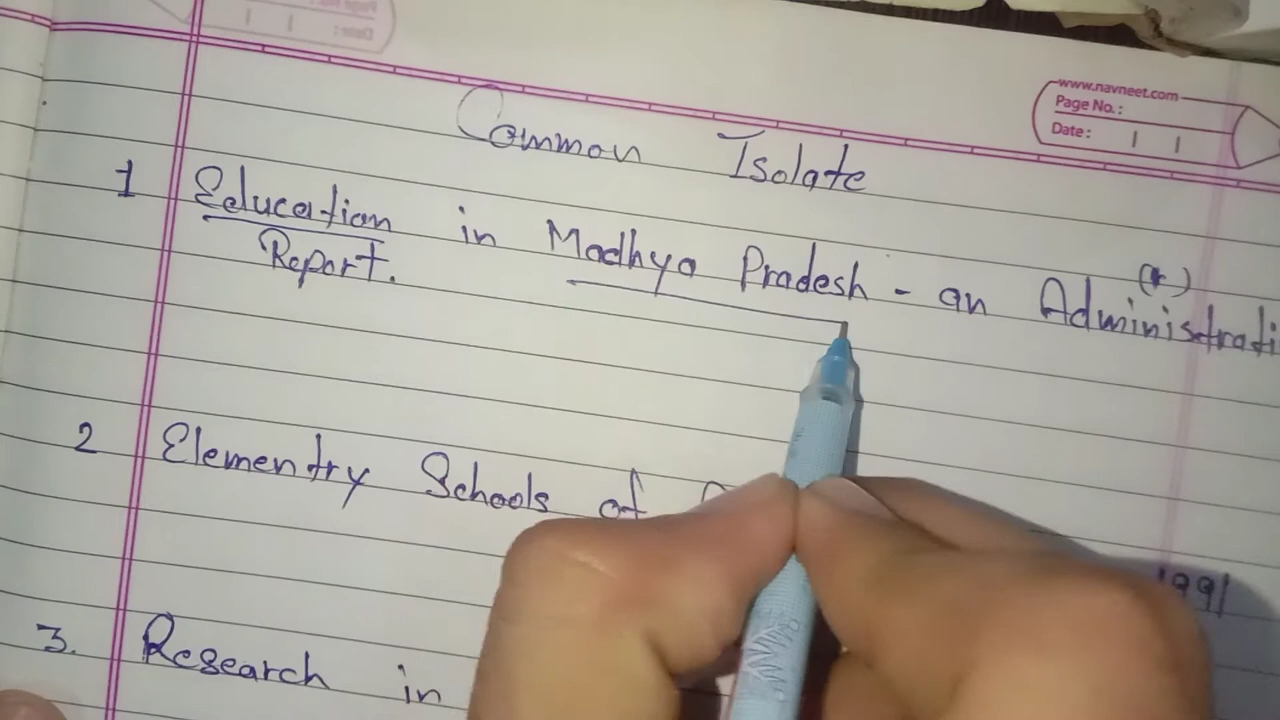 www.navneet.com
Page No. :
Date :
Common Isolate
1 Education in Madhya Pradesh - an (r)
Report.
2 Elementry Schools of
1991
3. Research in